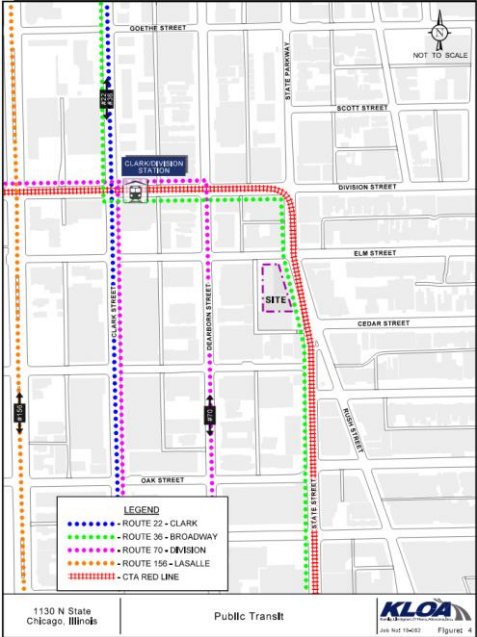 GOETHE STREET
STATE PARKWAY
N
NOT TO SCALE
#22
#36
SCOTT STREET
CLARK/DIVISION
STATION
DIVISION STREET
ELM STREET
SITE
CLARK STREET
DEARBORN STREET
CEDAR STREET
#156
#70
RUSH STREET
OAK STREET
STATE STREET
LEGEND
- ROUTE 22 - CLARK
- ROUTE 36 - BROADWAY
- ROUTE 70 - DIVISION
- ROUTE 156 - LASALLE
- CTA RED LINE
1130 N State
Chicago, Illinois
Public Transit
KLOA
Figure: 4